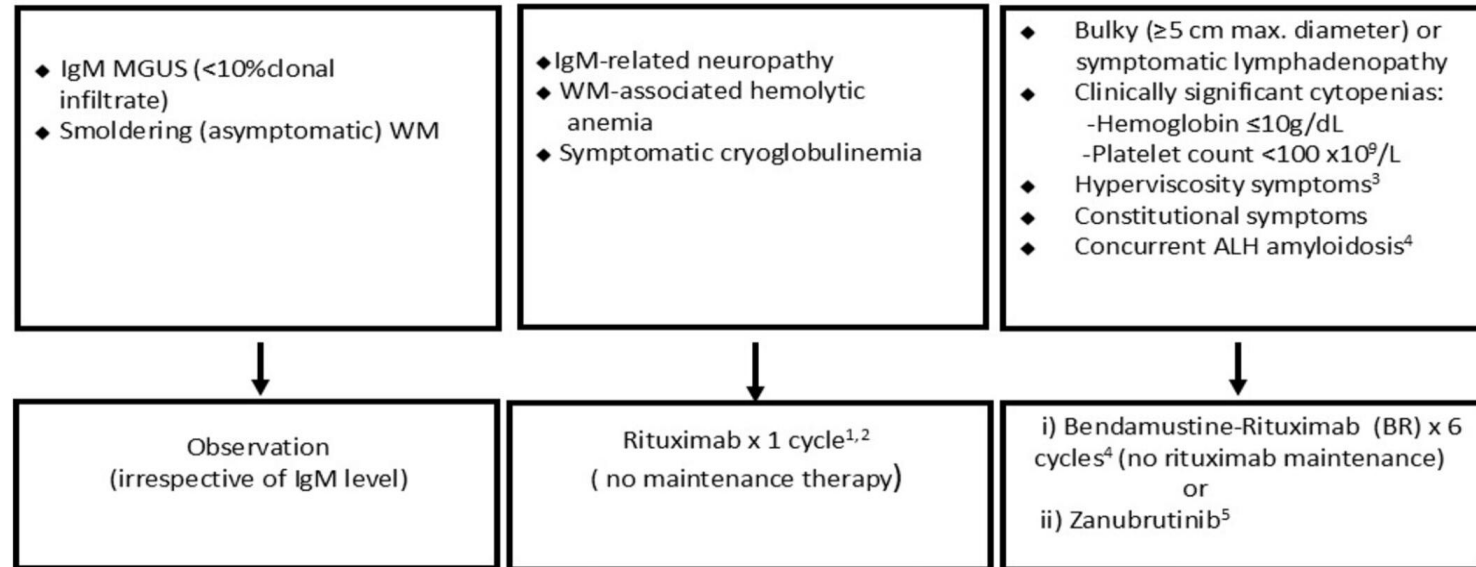 ◆ IgM MGUS (<10%clonal
infiltrate)
◆ Smoldering (asymptomatic) WM
◆IgM-related neuropathy
◆ WM-associated hemolytic
anemia
◆ Symptomatic cryoglobulinemia
◆ Bulky (≥5 cm max. diameter) or
symptomatic lymphadenopathy
◆ Clinically significant cytopenias:
-Hemoglobin ≤10g/dL
-Platelet count <100 x10⁹/L
◆ Hyperviscosity symptoms³
◆ Constitutional symptoms
◆ Concurrent ALH amyloidosis⁴
Observation
(irrespective of IgM level)
Rituximab x 1 cycle¹,²
( no maintenance therapy)
i) Bendamustine-Rituximab (BR) x 6
cycles⁴ (no rituximab maintenance)
or
ii) Zanubrutinib⁵